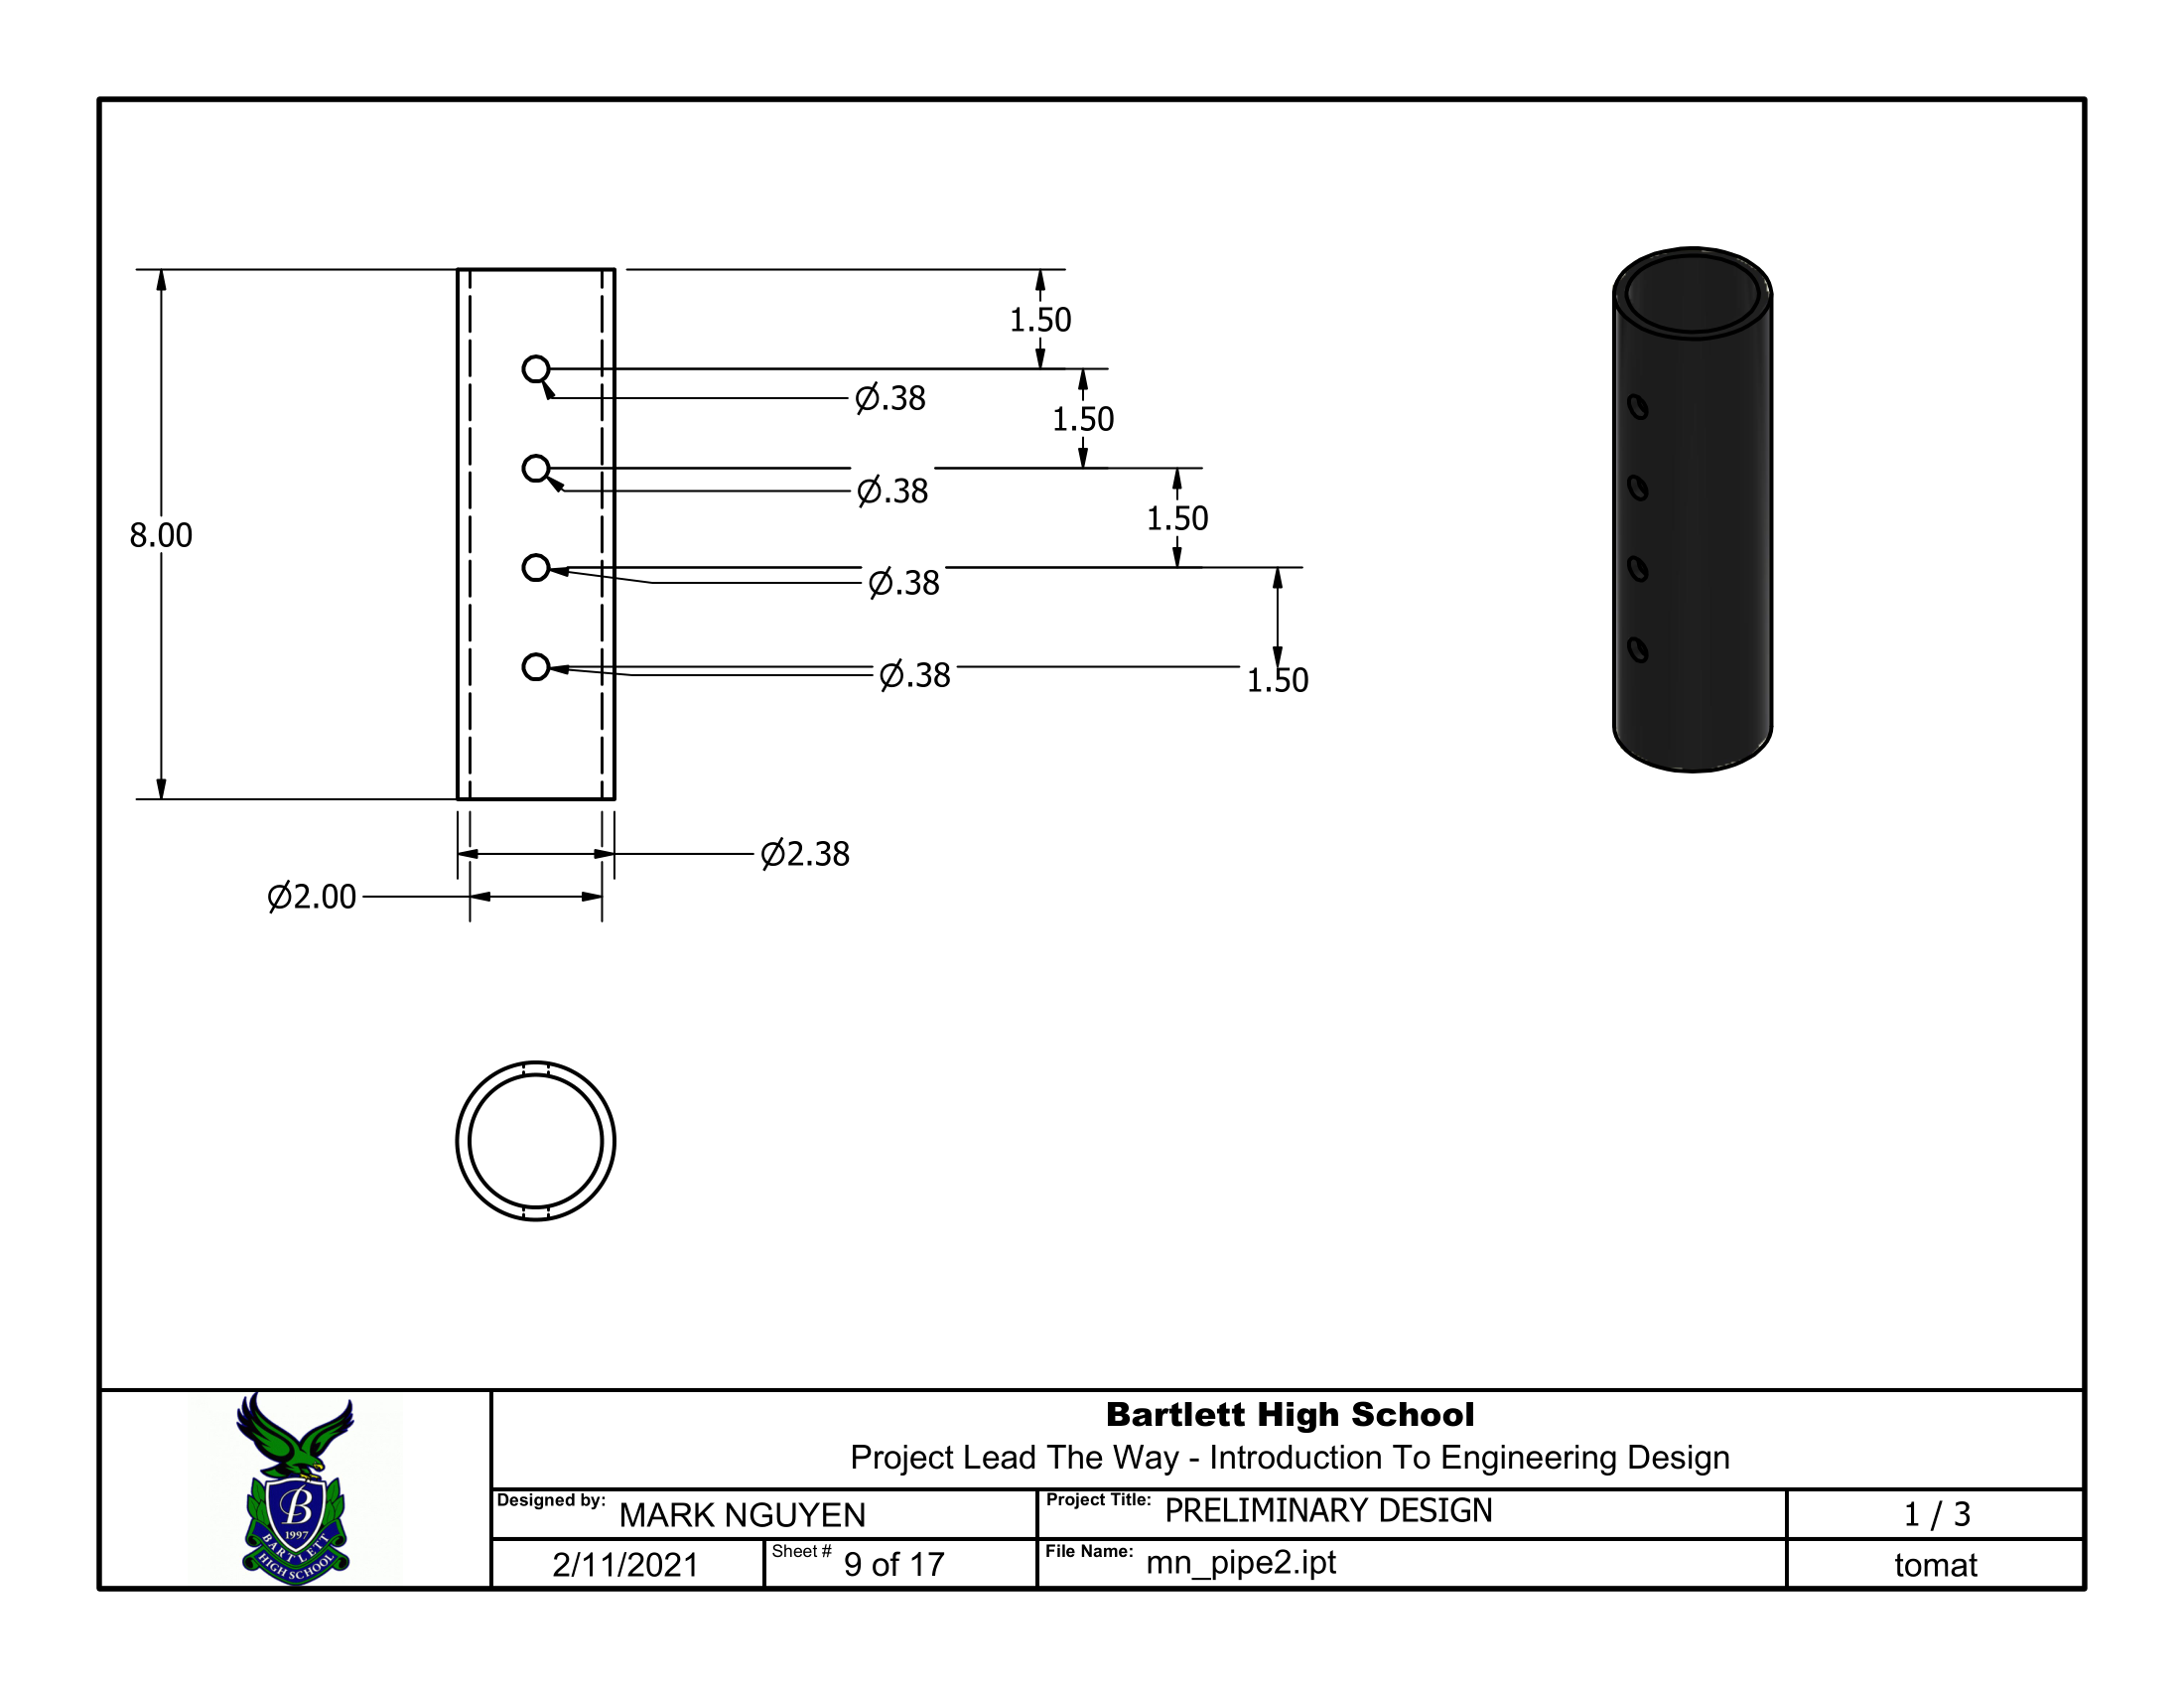 1.50
⌀.38
1.50
⌀.38
1.50
8.00
⌀.38
⌀.38
1.50
⌀2.38
⌀2.00
Bartlett High School
Project Lead The Way - Introduction To Engineering Design
Designed by: MARK NGUYEN
Project Title: PRELIMINARY DESIGN
1 / 3
2/11/2021
Sheet # 9 of 17
File Name: mn_pipe2.ipt
tomat
B
1997
BARTLETT
HIGH SCHOOL